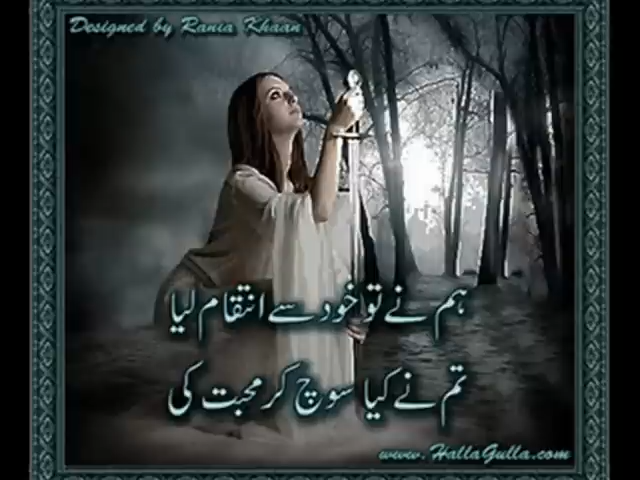 Designed by Rania Khaan
ہم نے تو خود سے انتقام لیا
تم نے کیا سوچ کر محبت کی
www.HallaGulla.com